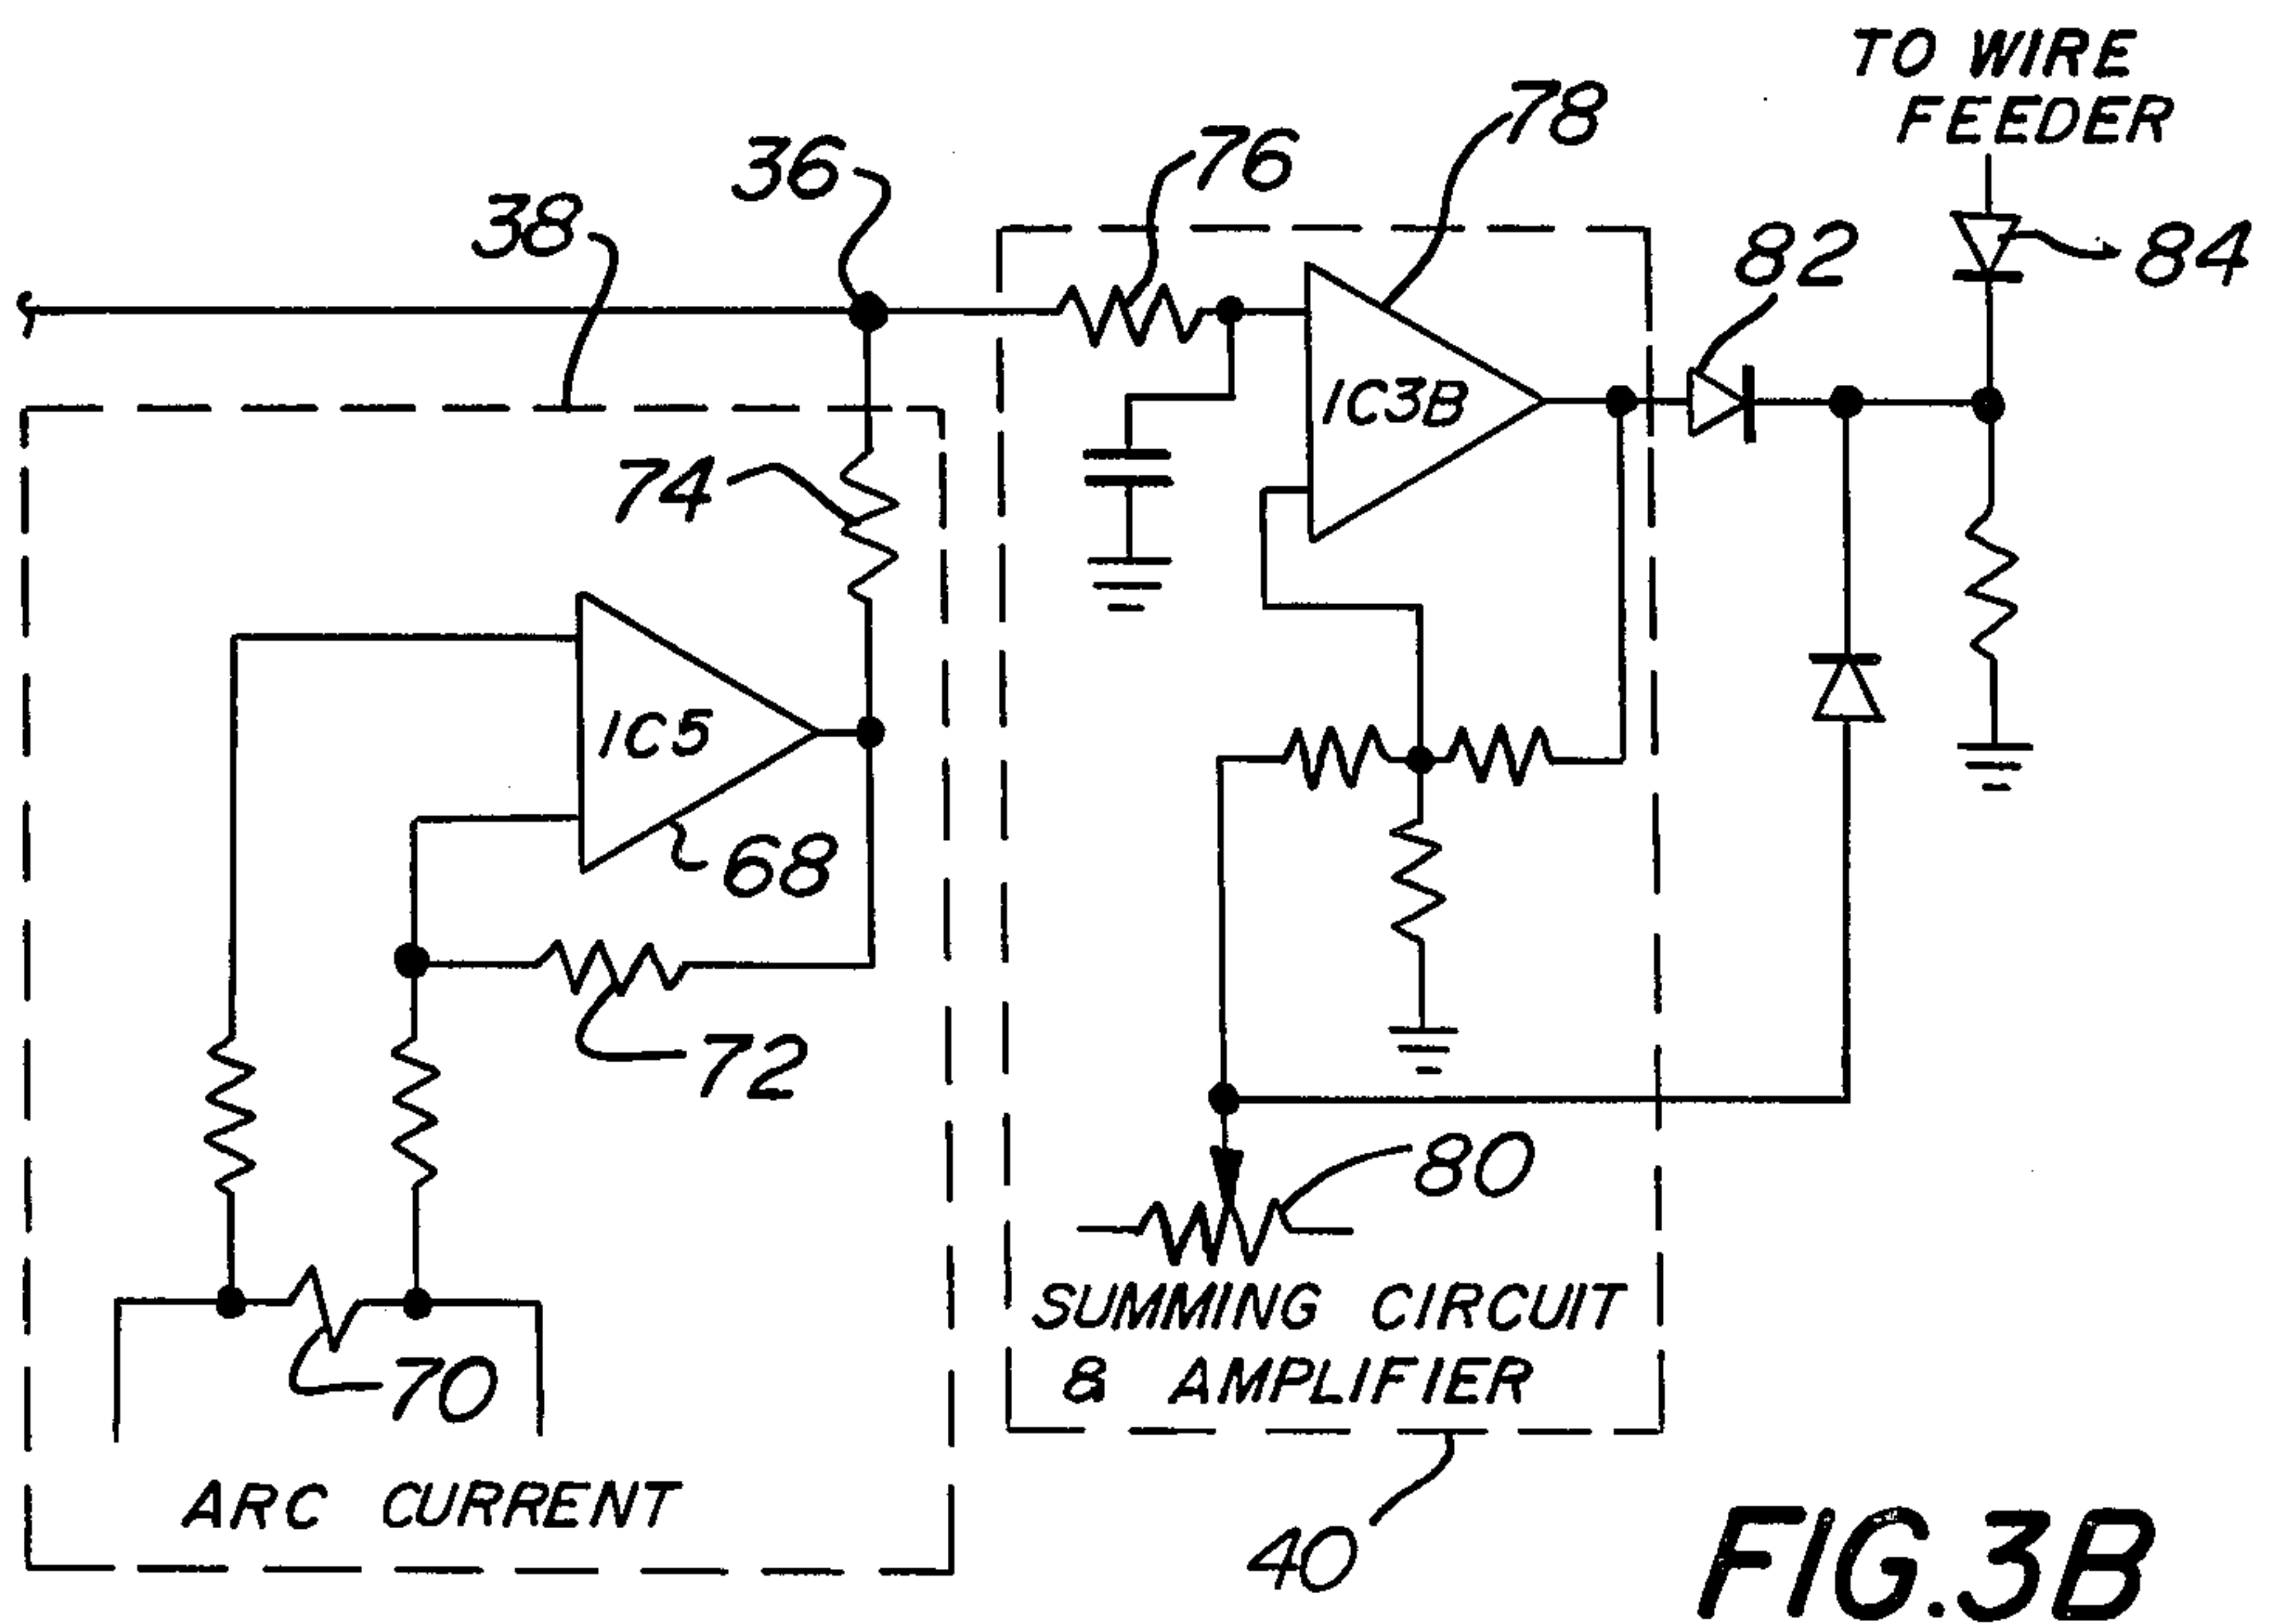 TO WIRE
FEEDER
78
76
36
38
82
84
IC3B
74
IC5
68
72
80
70
SUMMING CIRCUIT
& AMPLIFIER
ARC CURRENT
40
FIG.3B